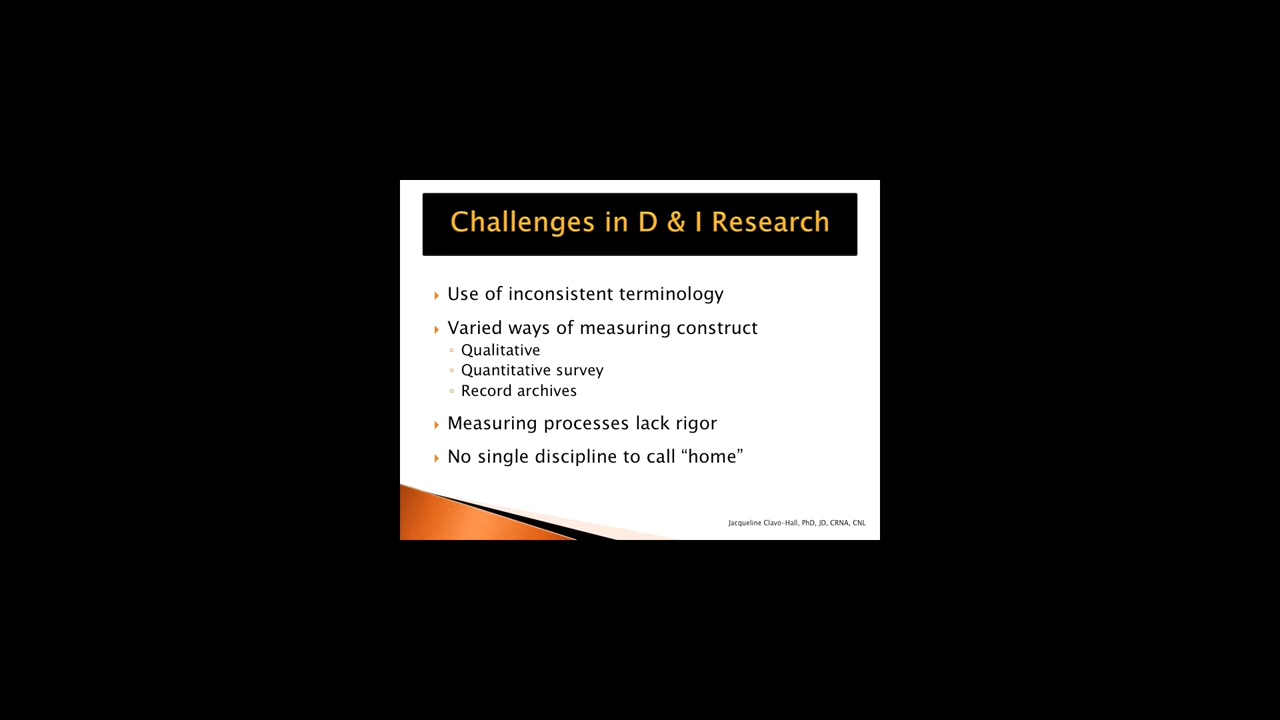 Challenges in D & I Research
Use of inconsistent terminology
Varied ways of measuring construct
Qualitative
Quantitative survey
Record archives
Measuring processes lack rigor
No single discipline to call “home”
Jacqueline Clavo-Hall, PhD, JD, CRNA, CNL